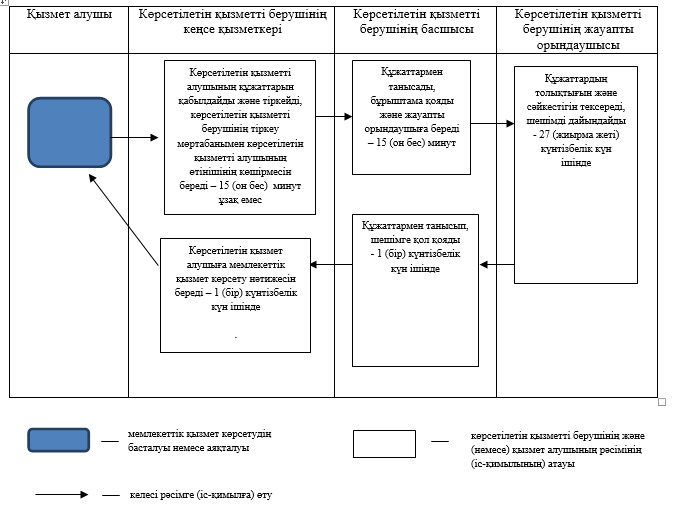 Қызмет алушы
Көрсетілетін қызметті берушінің
кеңсе қызметкері
Көрсетілетін қызметті
берушінің басшысы
Көрсетілетін қызметті
берушінің жауапты
орындаушысы
Көрсетілетін қызметті
алушының құжаттарын
қабылдайды және тіркейді,
көрсетілетін қызметті
берушінің тіркеу
мөртабанымен көрсетілетін
қызметті алушының
өтінішінің көшірмесін
береді – 15 (он бес) минут
ұзақ емес
Құжаттармен
танысады,
бұрыштама қояды
және жауапты
орындаушыға береді
– 15 (он бес) минут
Құжаттардың
толықтығын және
сәйкестігін тексереді,
шешімді дайындайды
- 27 (жиырма жеті)
күнтізбелік күн
ішінде
Көрсетілетін қызмет
алушыға мемлекеттік
қызмет көрсету нәтижесін
береді – 1 (бір) күнтізбелік
күн ішінде
.
Құжаттармен танысып,
шешімге қол қояды
- 1 (бір) күнтізбелік
күн ішінде
— мемлекеттік қызмет көрсетудің
басталуы немесе аяқталуы
— көрсетілетін қызметті берушінің және
(немесе) қызмет алушының рәсімінің
(іс-қимылының) атауы
— келесі рәсімге (іс-қимылға) өту